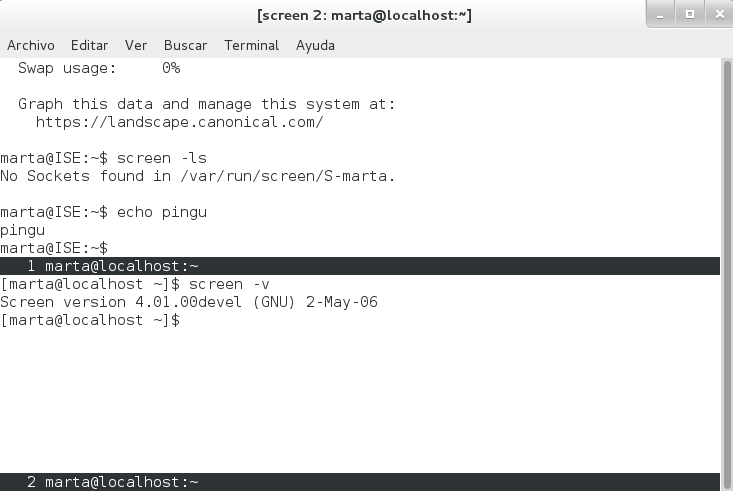 [screen 2: marta@localhost:~]
Archivo Editar Ver Buscar Terminal Ayuda
Swap usage: 0%
Graph this data and manage this system at:
https://landscape.canonical.com/
marta@ISE:~$ screen -ls
No Sockets found in /var/run/screen/S-marta.
marta@ISE:~$ echo pingu
pingu
marta@ISE:~$
1 marta@localhost:~
[marta@localhost ~]$ screen -v
Screen version 4.01.00devel (GNU) 2-May-06
[marta@localhost ~]$
2 marta@localhost:~